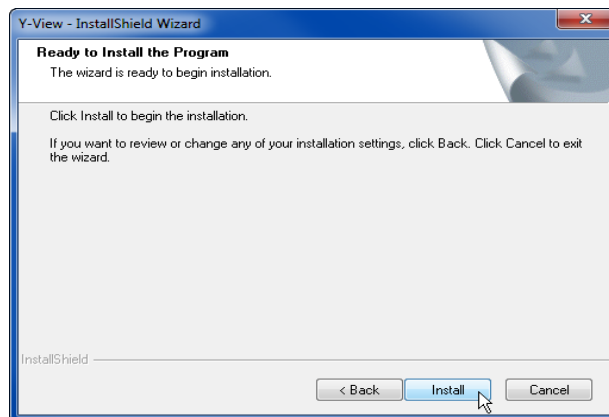 Y-View - InstallShield Wizard
Ready to Install the Program
The wizard is ready to begin installation.
Click Install to begin the installation.
If you want to review or change any of your installation settings, click Back. Click Cancel to exit
the wizard.
InstallShield
< Back
Install
Cancel